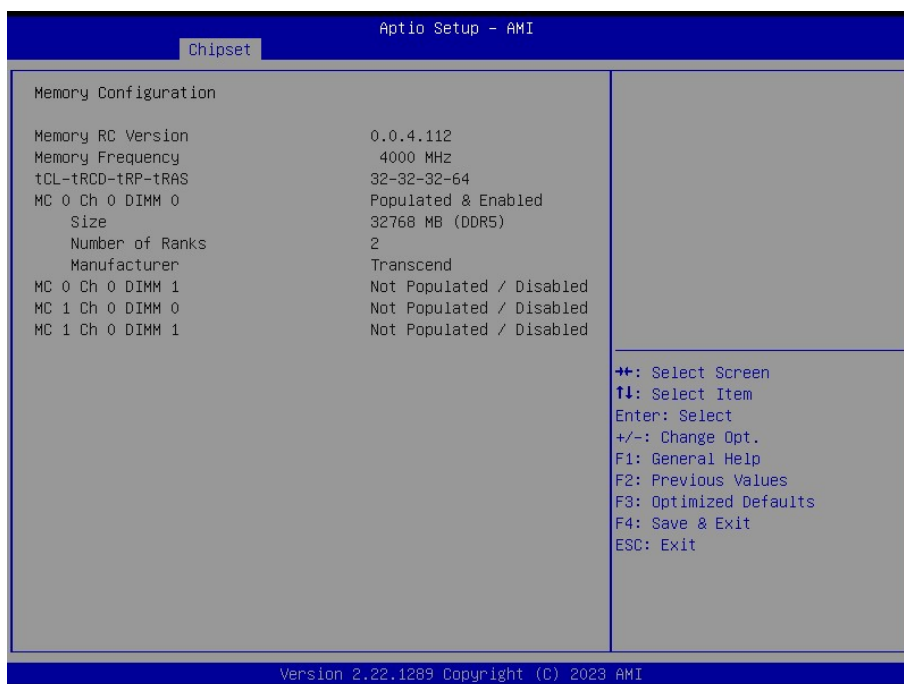 Aptio Setup – AMI
Chipset
Memory Configuration
Memory RC Version 0.0.4.112
Memory Frequency 4000 MHz
tCL-tRCD-tRP-tRAS 32-32-32-64
MC 0 Ch 0 DIMM 0 Populated & Enabled
Size 32768 MB (DDR5)
Number of Ranks 2
Manufacturer Transcend
MC 0 Ch 0 DIMM 1 Not Populated / Disabled
MC 1 Ch 0 DIMM 0 Not Populated / Disabled
MC 1 Ch 0 DIMM 1 Not Populated / Disabled
→←: Select Screen
↑↓: Select Item
Enter: Select
+/-: Change Opt.
F1: General Help
F2: Previous Values
F3: Optimized Defaults
F4: Save & Exit
ESC: Exit
Version 2.22.1289 Copyright (C) 2023 AMI